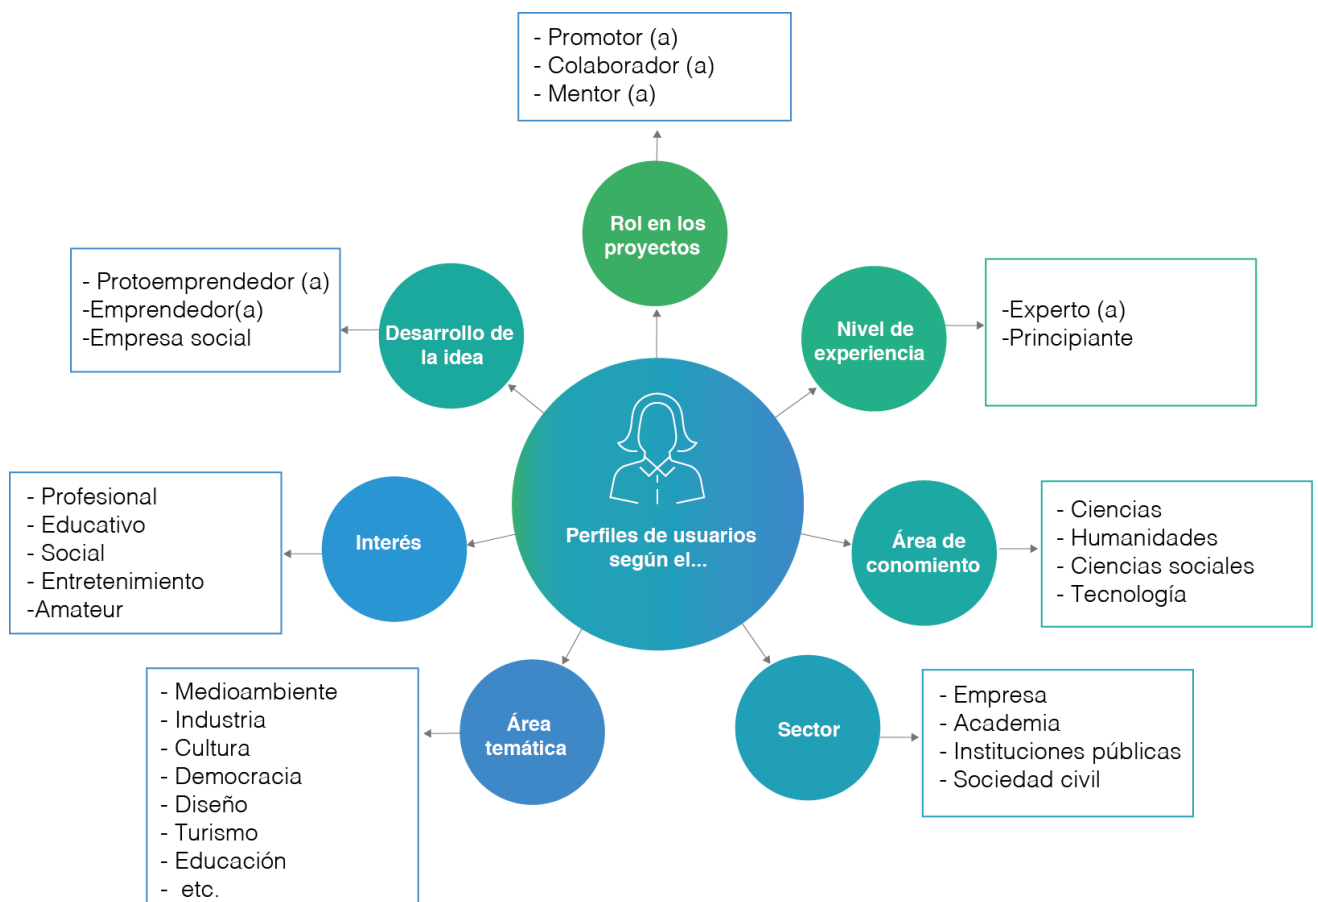 - Promotor (a)
- Colaborador (a)
- Mentor (a)
Rol en los
proyectos
- Protoemprendedor (a)
-Emprendedor(a)
-Empresa social
Desarrollo de
la idea
Nivel de
experiencia
-Experto (a)
-Principiante
Perfiles de usuarios
según el...
- Profesional
- Educativo
- Social
- Entretenimiento
-Amateur
Interés
Área de
conomiento
- Ciencias
- Humanidades
- Ciencias sociales
- Tecnología
- Medioambiente
- Industria
- Cultura
- Democracia
- Diseño
- Turismo
- Educación
- etc.
Área
temática
Sector
- Empresa
- Academia
- Instituciones públicas
- Sociedad civil